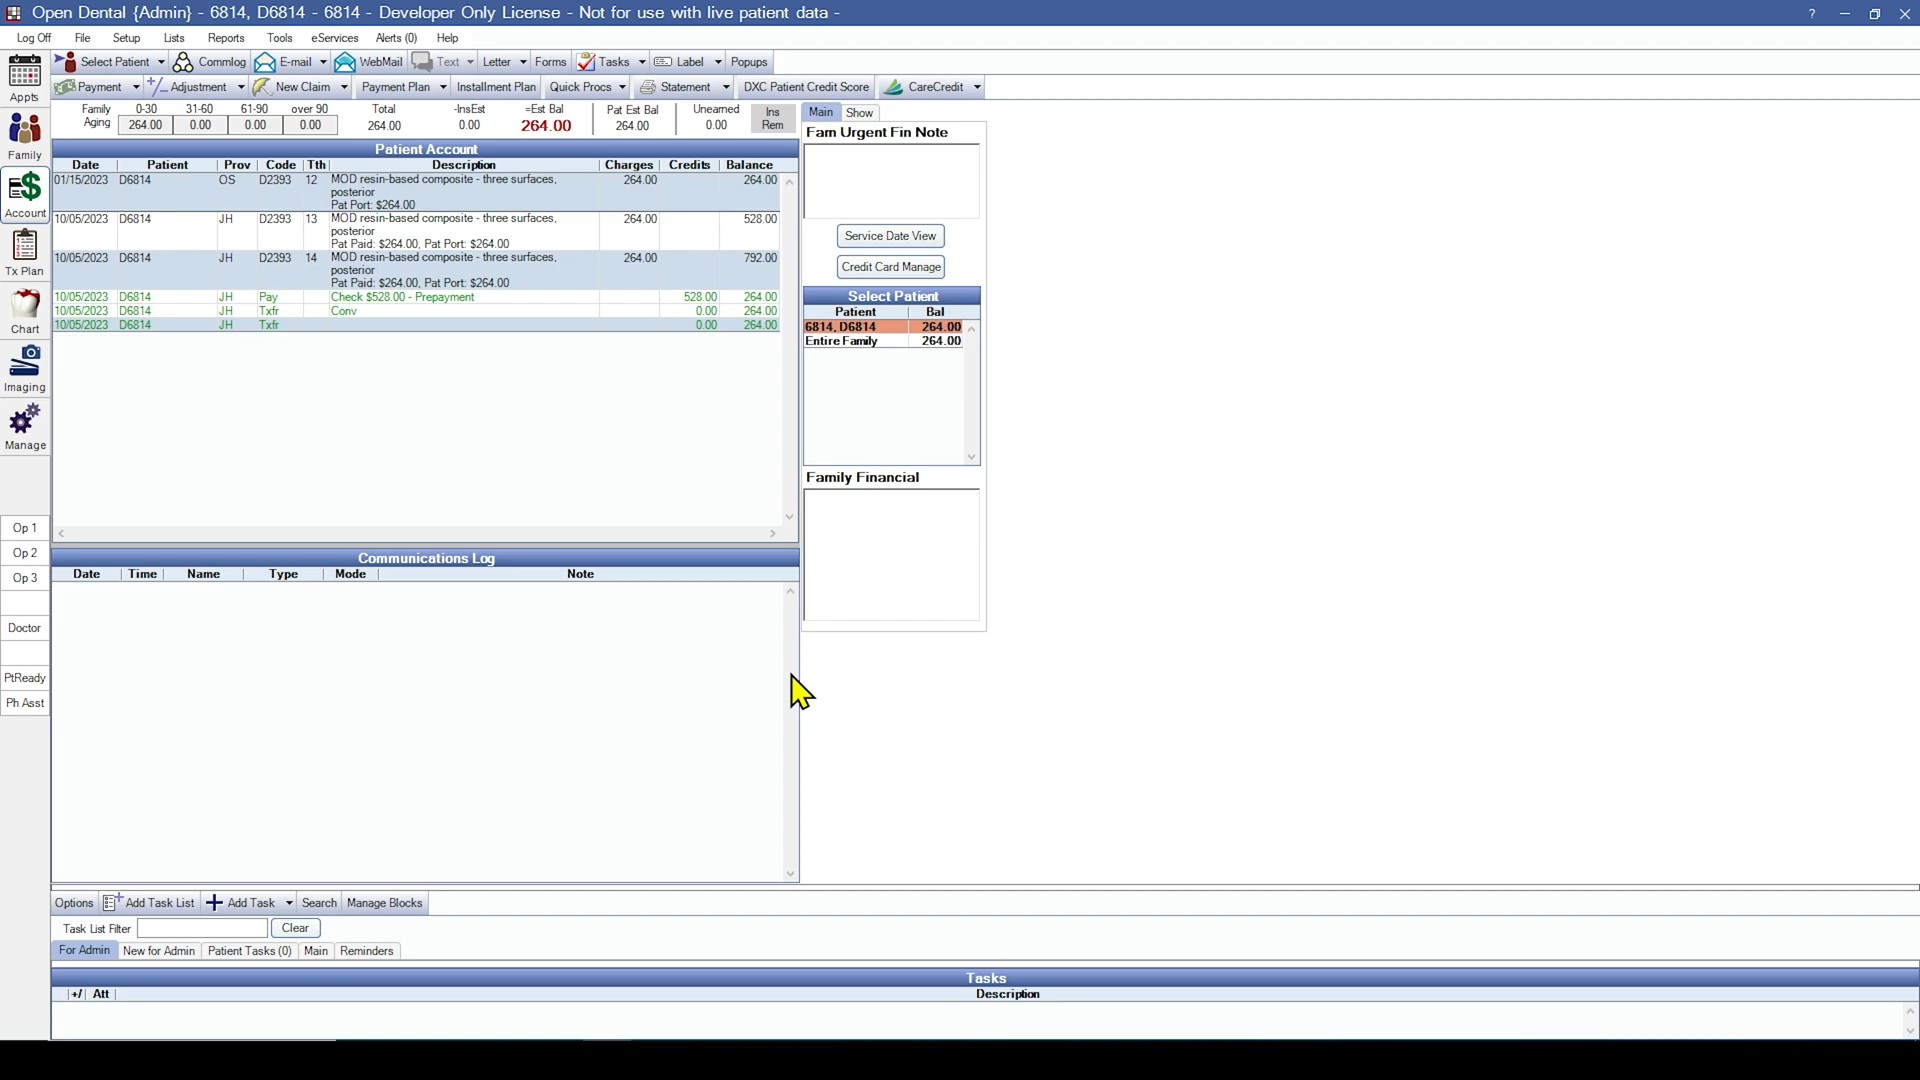 Open Dental {Admin} - 6814, D6814 - 6814 - Developer Only License - Not for use with live patient data -
Log Off File Setup Lists Reports Tools eServices Alerts (0) Help
Select Patient Commlog E-mail WebMail Text Letter Forms Tasks Label Popups
Payment Adjustment New Claim Payment Plan Installment Plan Quick Procs Statement DXC Patient Credit Score CareCredit
Appts
Family
Account
Tx Plan
Chart
Imaging
Manage
Op 1
Op 2
Op 3
Doctor
PtReady
Ph Asst
Family 0-30 31-60 61-90 over 90 Total -InsEst =Est Bal Pat Est Bal Unearned Ins
Aging 264.00 0.00 0.00 0.00 264.00 0.00 264.00 264.00 0.00 Rem
Patient Account
Date Patient Prov Code Tth Description Charges Credits Balance
01/15/2023 D6814 OS D2393 12 MOD resin-based composite - three surfaces, 264.00 264.00
posterior
Pat Port: $264.00
10/05/2023 D6814 JH D2393 13 MOD resin-based composite - three surfaces, 264.00 528.00
posterior
Pat Paid: $264.00, Pat Port: $264.00
10/05/2023 D6814 JH D2393 14 MOD resin-based composite - three surfaces, 264.00 792.00
posterior
Pat Paid: $264.00, Pat Port: $264.00
10/05/2023 D6814 JH Pay Check $528.00 - Prepayment 528.00 264.00
10/05/2023 D6814 JH Txfr Conv 0.00 264.00
10/05/2023 D6814 JH Txfr 0.00 264.00
Main Show
Fam Urgent Fin Note
Service Date View
Credit Card Manage
Select Patient
Patient Bal
6814, D6814 264.00
Entire Family 264.00
Family Financial
Communications Log
Date Time Name Type Mode Note
Options Add Task List Add Task Search Manage Blocks
Task List Filter Clear
For Admin New for Admin Patient Tasks (0) Main Reminders
Tasks
+/ Att Description